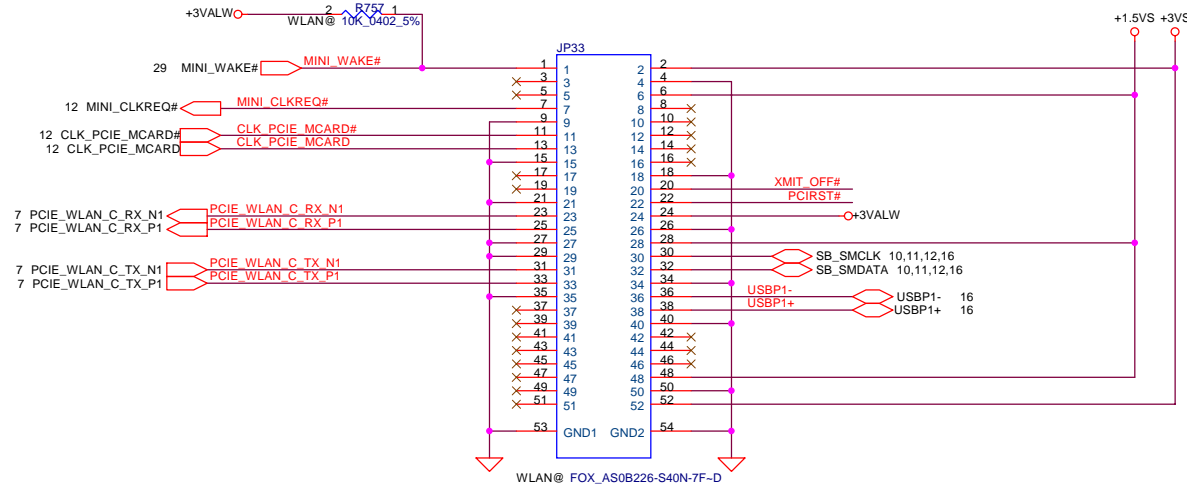 +3VALW 2 R757 1
WLAN@ 10K_0402_5%
+1.5VS +3VS
JP33
29 MINI_WAKE# MINI_WAKE# 1 1 2 2
3 3 4 4
5 5 6 6
12 MINI_CLKREQ# MINI_CLKREQ# 7 7 8 8
9 9 10 10
12 CLK_PCIE_MCARD# CLK_PCIE_MCARD# 11 11 12 12
12 CLK_PCIE_MCARD CLK_PCIE_MCARD 13 13 14 14
15 15 16 16
17 17 18 18
19 19 20 20 XMIT_OFF#
21 21 22 22 PCIRST#
7 PCIE_WLAN_C_RX_N1 PCIE_WLAN_C_RX_N1 23 23 24 24 +3VALW
7 PCIE_WLAN_C_RX_P1 PCIE_WLAN_C_RX_P1 25 25 26 26
27 27 28 28
29 29 30 30 SB_SMCLK 10,11,12,16
7 PCIE_WLAN_C_TX_N1 PCIE_WLAN_C_TX_N1 31 31 32 32 SB_SMDATA 10,11,12,16
7 PCIE_WLAN_C_TX_P1 PCIE_WLAN_C_TX_P1 33 33 34 34
35 35 36 36 USBP1- USBP1- 16
37 37 38 38 USBP1+ USBP1+ 16
39 39 40 40
41 41 42 42
43 43 44 44
45 45 46 46
47 47 48 48
49 49 50 50
51 51 52 52
53 GND1 GND2 54
WLAN@ FOX_AS0B226-S40N-7F~D